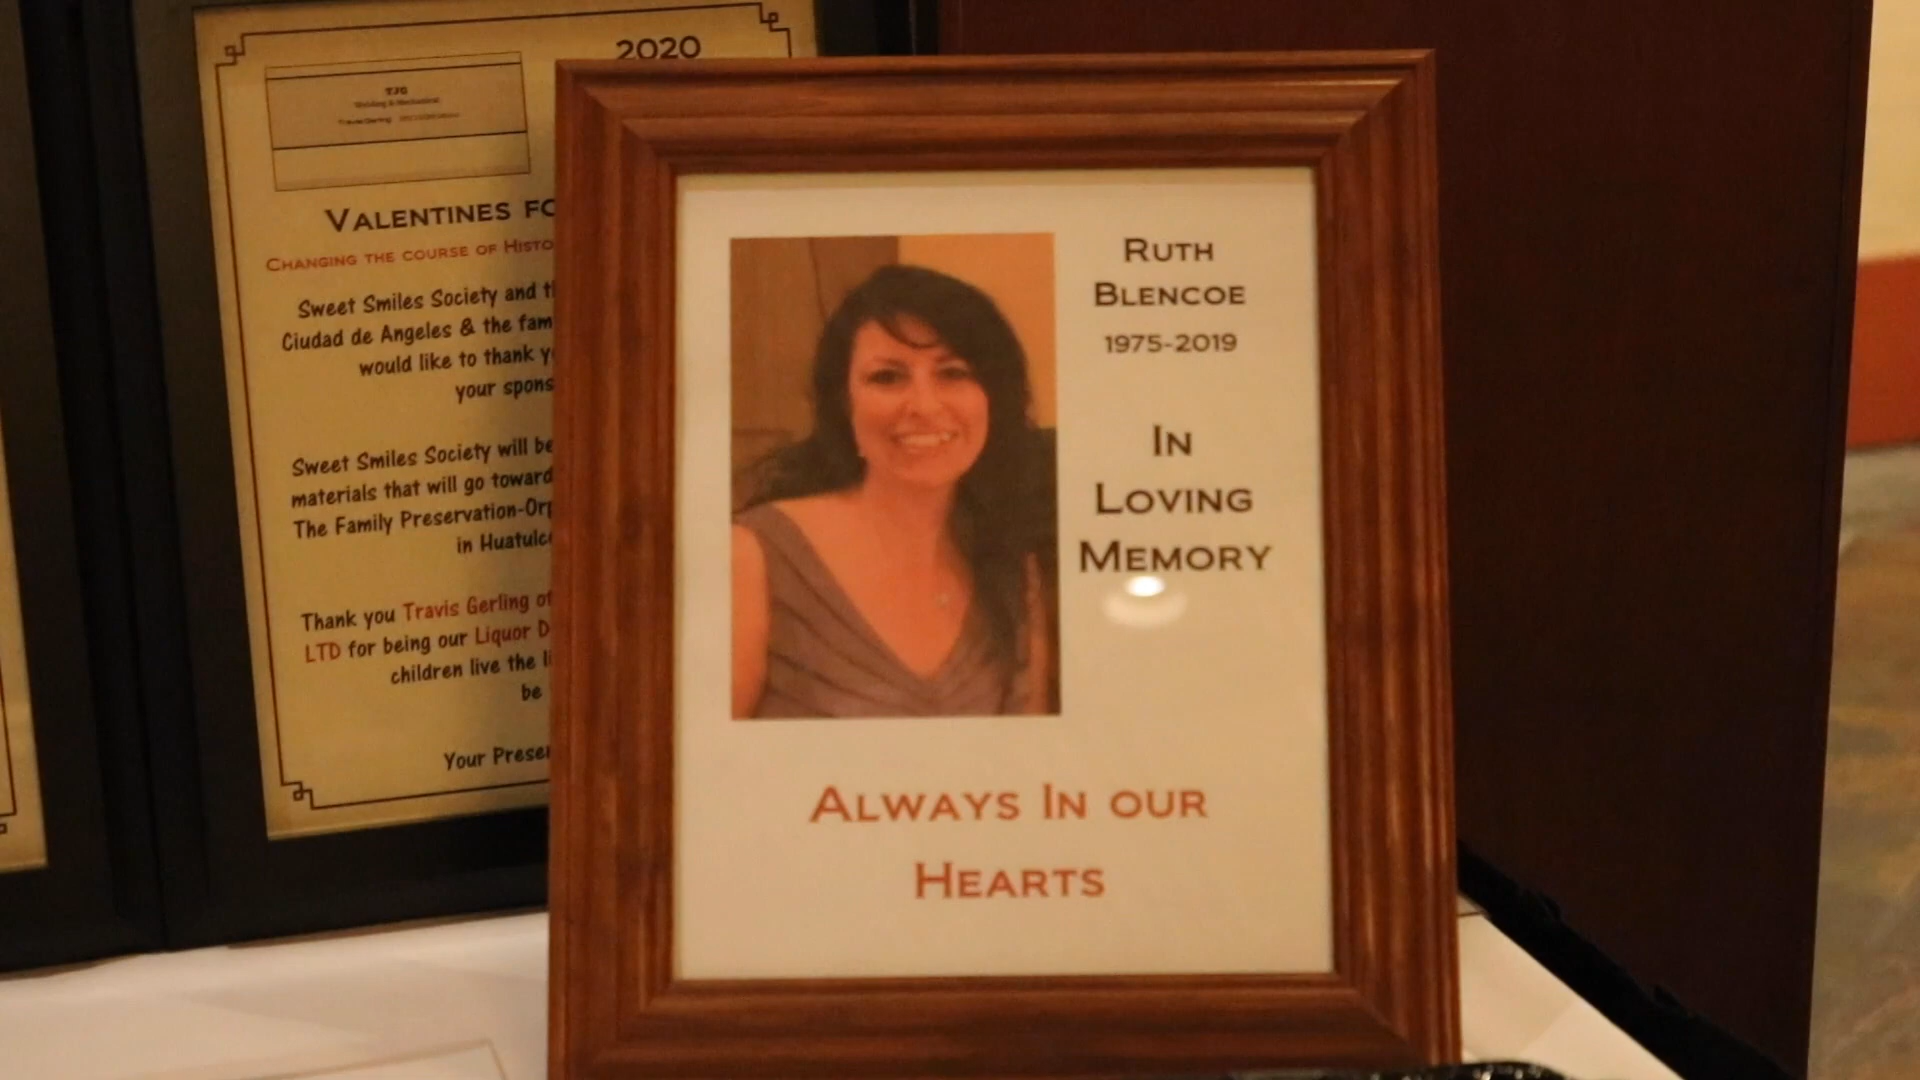 2020
TJG
Valentines fo
Changing the course of Histo
Sweet Smiles Society and th
Ciudad de Angeles & the fam
would like to thank y
your spons
Sweet Smiles Society will be
materials that will go toward
The Family Preservation-Orp
in Huatulc
Thank you Travis Gerling of
LTD for being our Liquor D
children live the li
be
Your Presen
Ruth
Blencoe
1975-2019
In
Loving
Memory
Always In our
Hearts